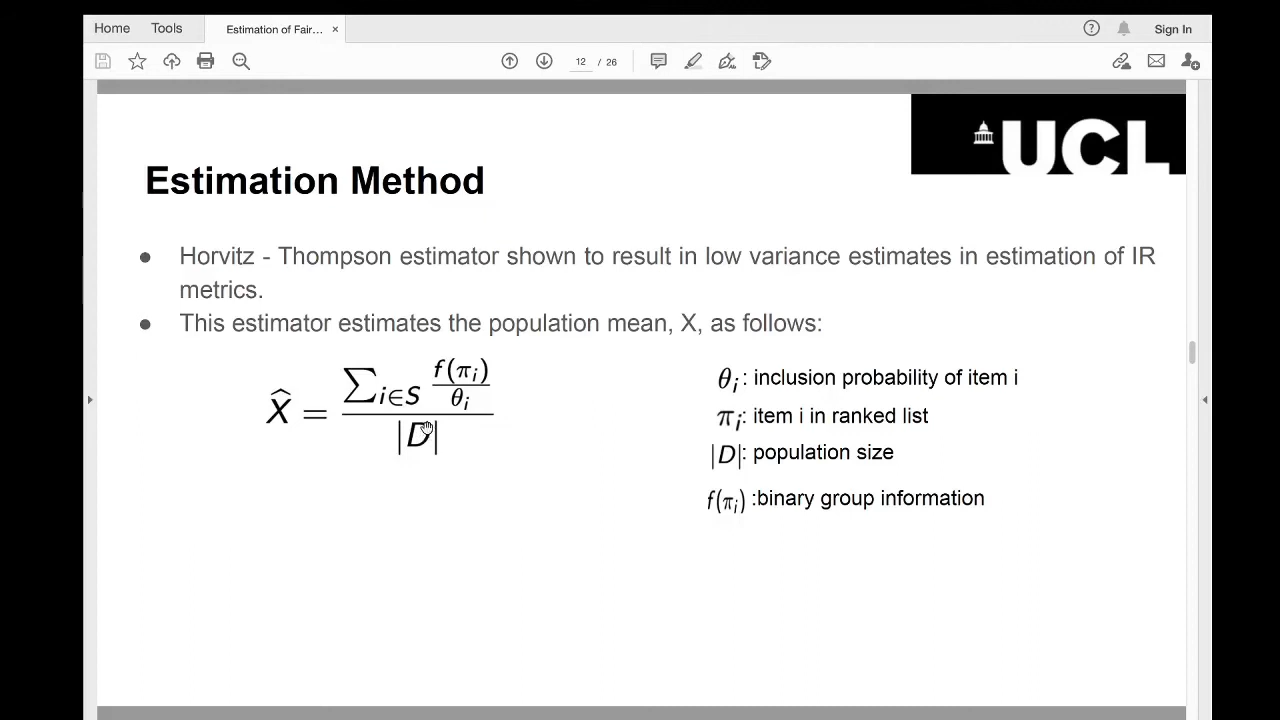 Home Tools Estimation of Fair... × Sign In
12 / 26
UCL
Estimation Method
● Horvitz - Thompson estimator shown to result in low variance estimates in estimation of IR
metrics.
● This estimator estimates the population mean, X, as follows:
X̂ = ∑i∈S f(πi)/θi / |D|
θi : inclusion probability of item i
πi: item i in ranked list
|D|: population size
f(πi) :binary group information